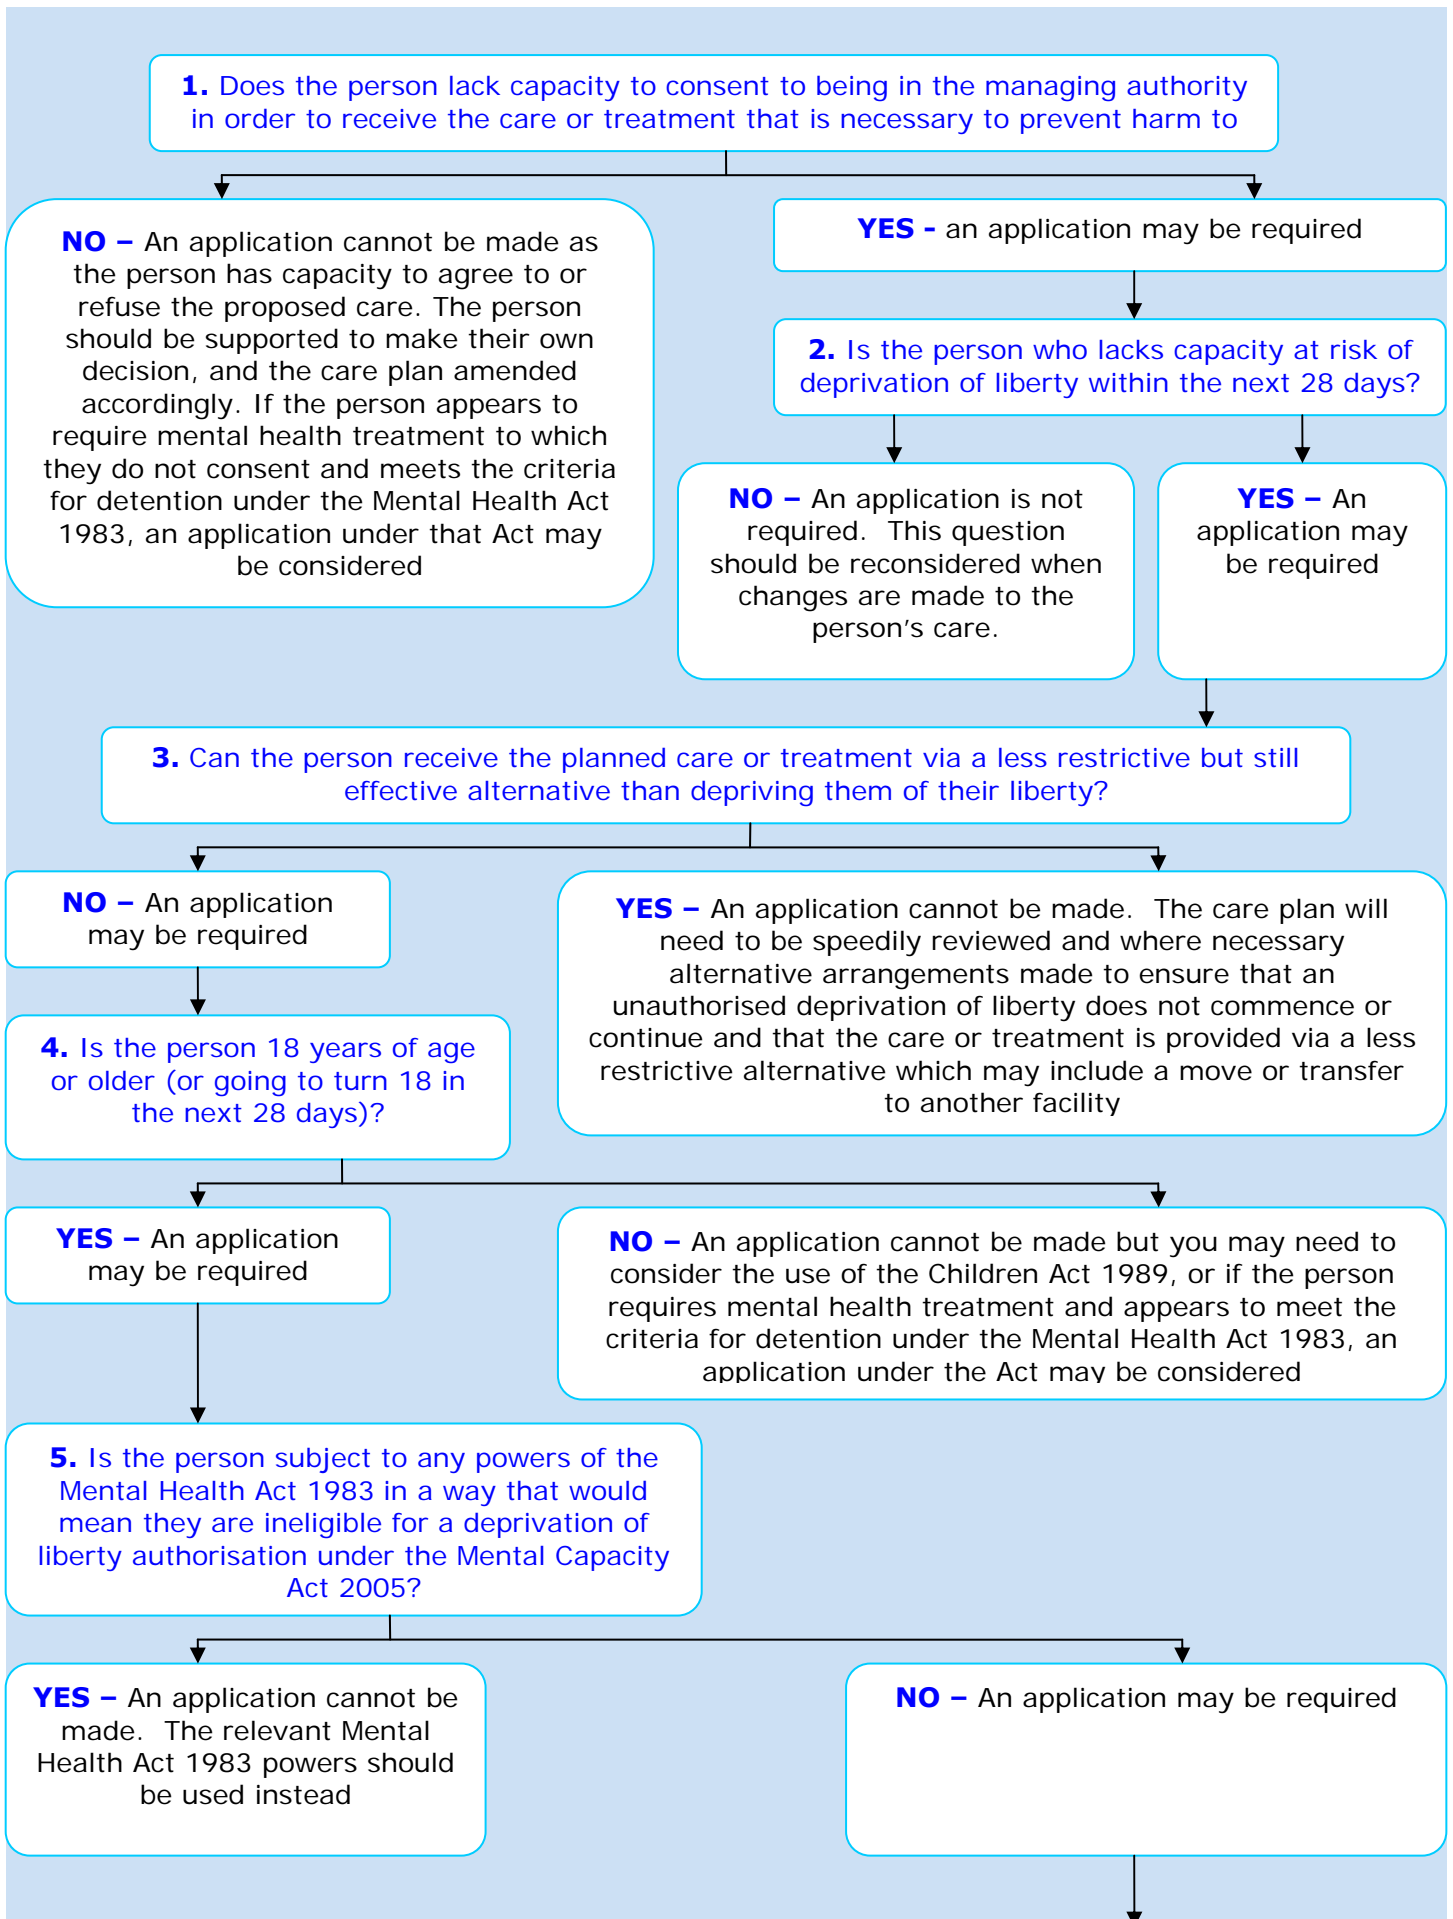 1. Does the person lack capacity to consent to being in the managing authority
in order to receive the care or treatment that is necessary to prevent harm to
NO – An application cannot be made as
the person has capacity to agree to or
refuse the proposed care. The person
should be supported to make their own
decision, and the care plan amended
accordingly. If the person appears to
require mental health treatment to which
they do not consent and meets the criteria
for detention under the Mental Health Act
1983, an application under that Act may
be considered
YES - an application may be required
2. Is the person who lacks capacity at risk of
deprivation of liberty within the next 28 days?
NO – An application is not
required. This question
should be reconsidered when
changes are made to the
person's care.
YES – An
application may
be required
3. Can the person receive the planned care or treatment via a less restrictive but still
effective alternative than depriving them of their liberty?
NO – An application
may be required
YES – An application cannot be made. The care plan will
need to be speedily reviewed and where necessary
alternative arrangements made to ensure that an
unauthorised deprivation of liberty does not commence or
continue and that the care or treatment is provided via a less
restrictive alternative which may include a move or transfer
to another facility
4. Is the person 18 years of age
or older (or going to turn 18 in
the next 28 days)?
YES – An application
may be required
NO – An application cannot be made but you may need to
consider the use of the Children Act 1989, or if the person
requires mental health treatment and appears to meet the
criteria for detention under the Mental Health Act 1983, an
application under the Act may be considered
5. Is the person subject to any powers of the
Mental Health Act 1983 in a way that would
mean they are ineligible for a deprivation of
liberty authorisation under the Mental Capacity
Act 2005?
YES – An application cannot be
made. The relevant Mental
Health Act 1983 powers should
be used instead
NO – An application may be required